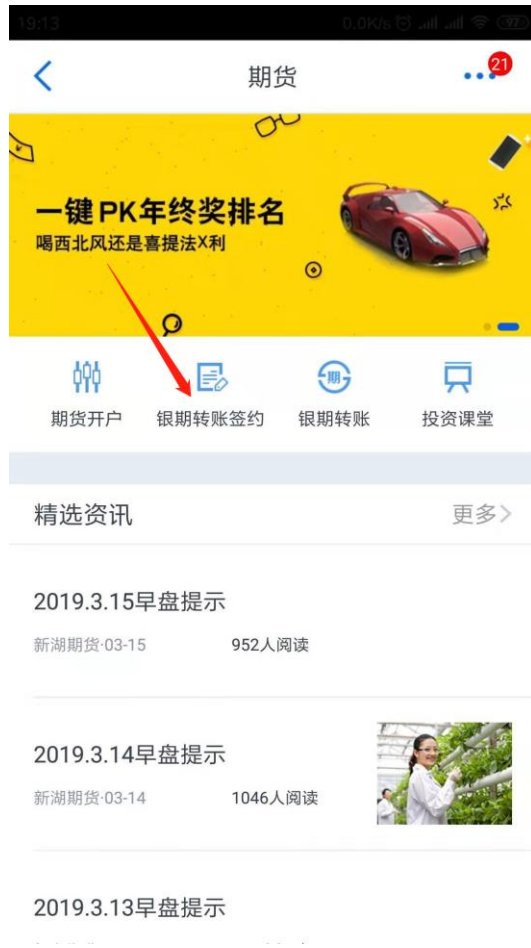 19:13 0.0K/s 97
期货
21
一键PK年终奖排名
喝西北风还是喜提法X利
期
期货开户 银期转账签约 银期转账 投资课堂
精选资讯 更多
2019.3.15早盘提示
新湖期货·03-15 952人阅读
2019.3.14早盘提示
新湖期货·03-14 1046人阅读
2019.3.13早盘提示